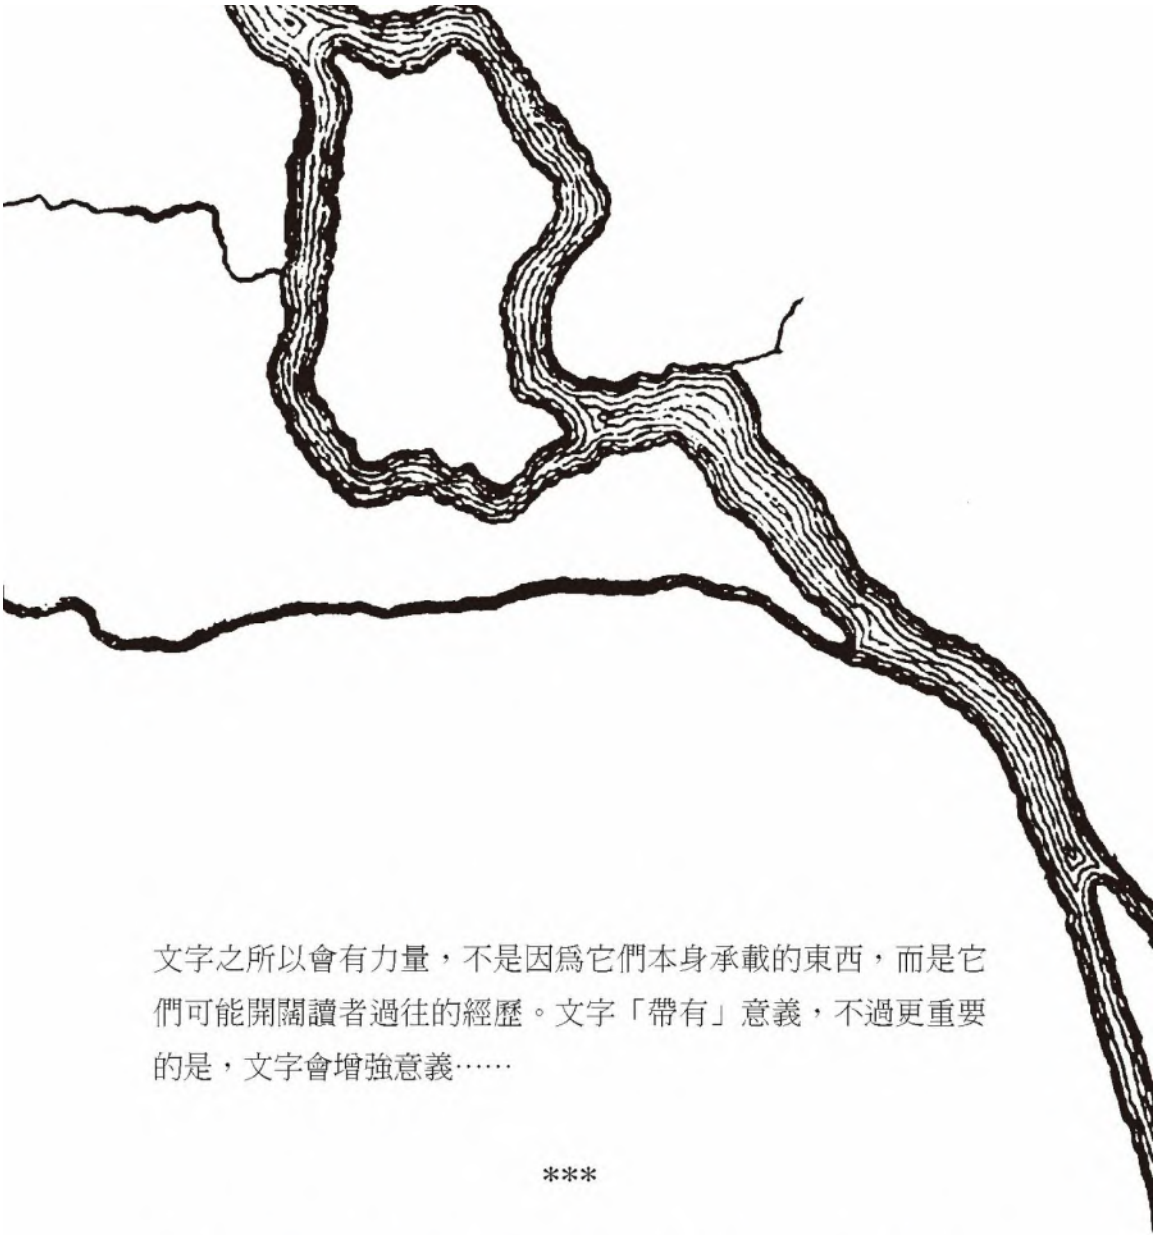 文字之所以會有力量，不是因爲它們本身承載的東西，而是它
們可能開闊讀者過往的經歷。文字「帶有」意義，不過更重要
的是，文字會增強意義……
***